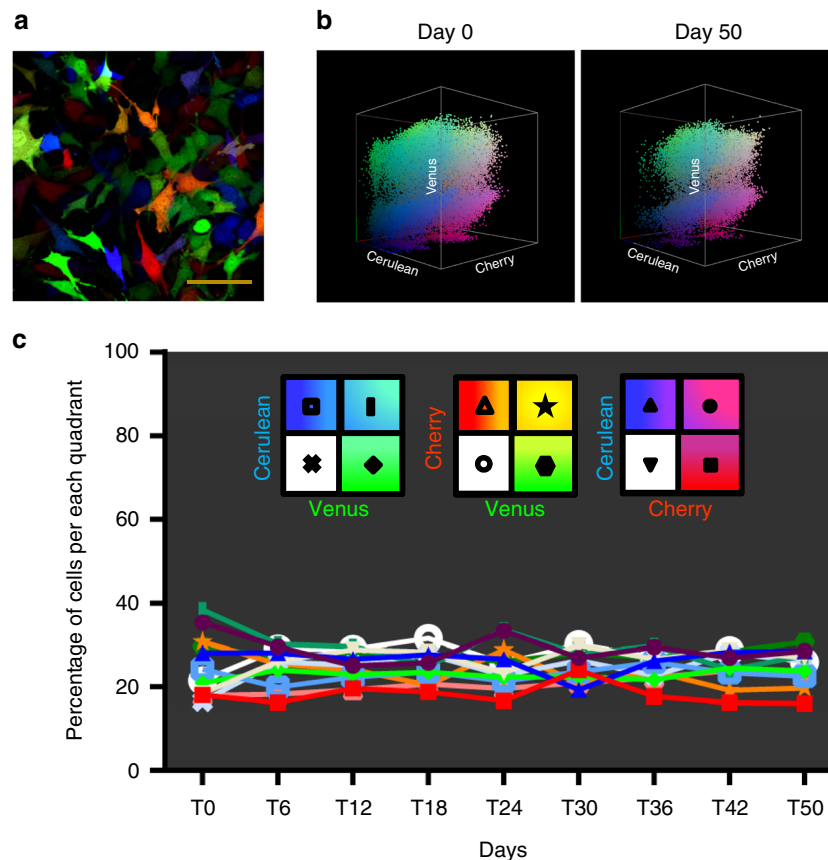 a
b
Day 0
Day 50
Venus
Cerulean
Cherry
Venus
Cerulean
Cherry
c
Percentage of cells per each quadrant
100
80
60
40
20
0
Cerulean
Venus
Cherry
Venus
Cerulean
Cherry
T0 T6 T12 T18 T24 T30 T36 T42 T50
Days